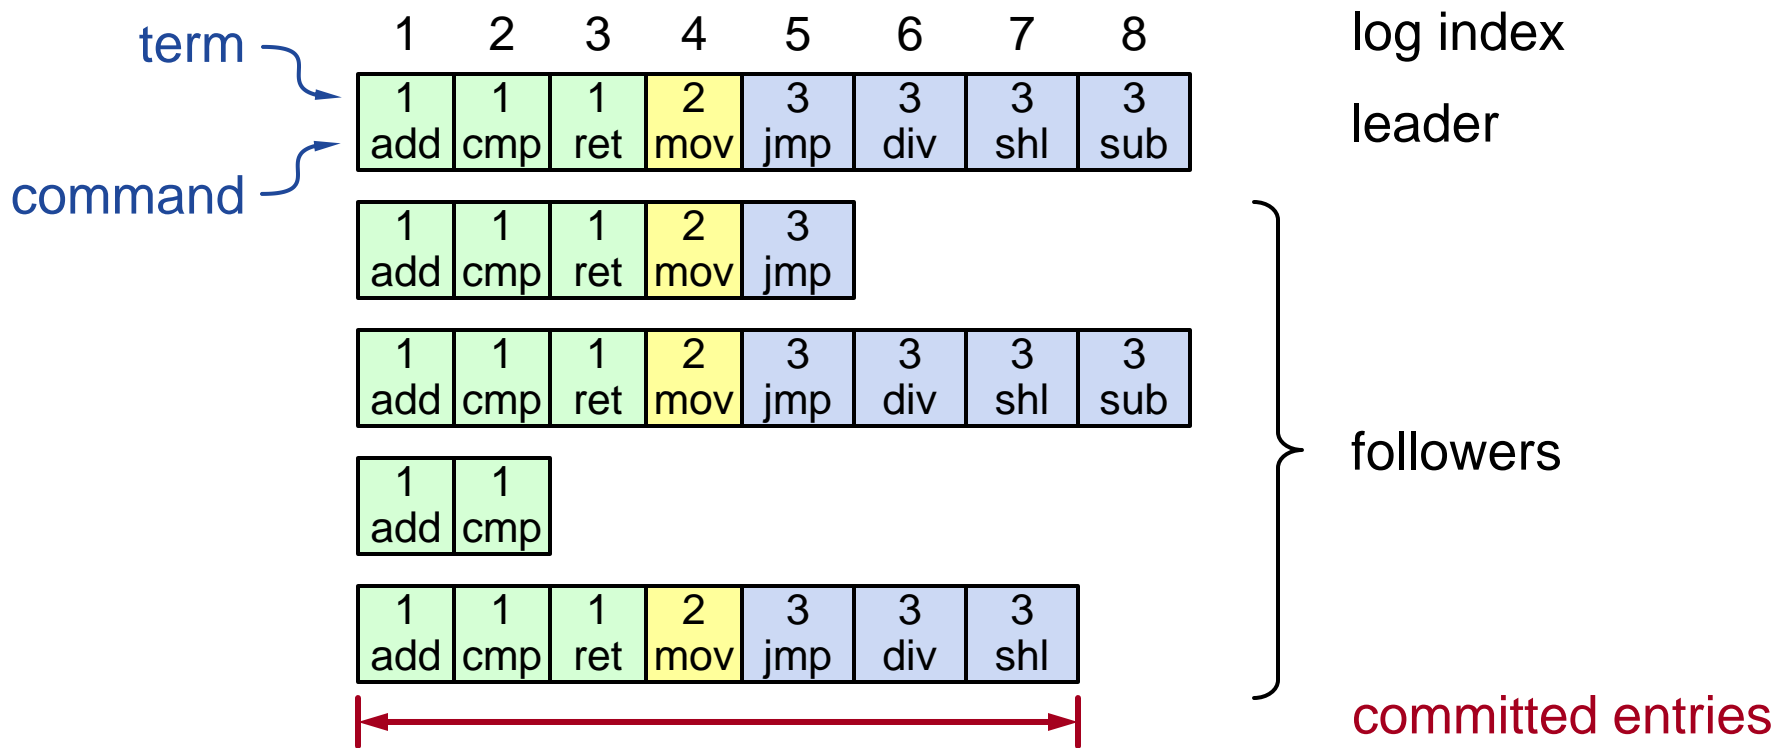 term
1 2 3 4 5 6 7 8 log index
1 1 1 2 3 3 3 3
add cmp ret mov jmp div shl sub
leader
command
1 1 1 2 3
add cmp ret mov jmp
1 1 1 2 3 3 3 3
add cmp ret mov jmp div shl sub
followers
1 1
add cmp
1 1 1 2 3 3 3
add cmp ret mov jmp div shl
committed entries